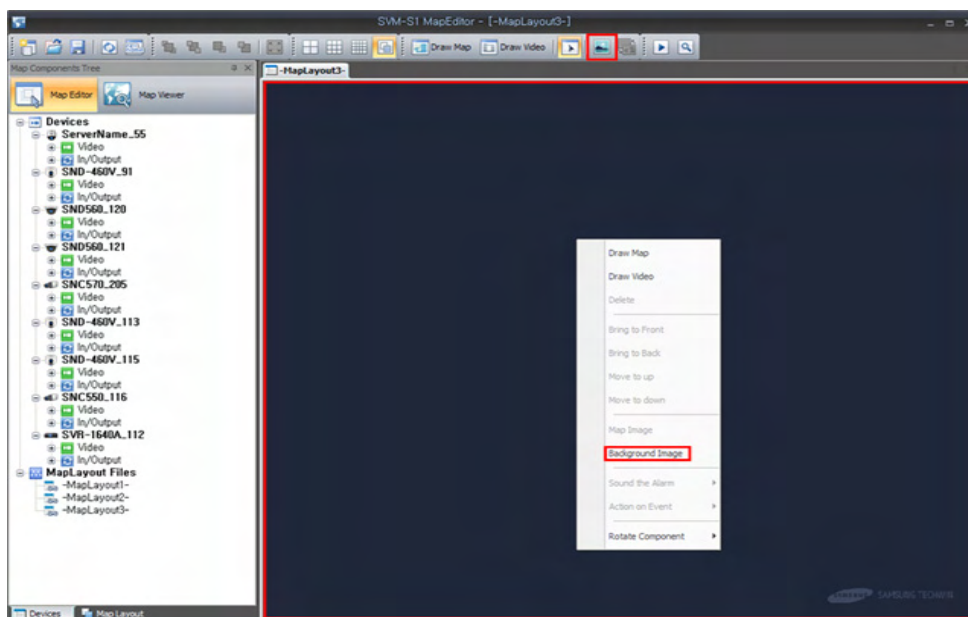 SVM-S1 MapEditor - [-MapLayout3-]
Draw Map
Draw Video
Map Components Tree
-MapLayout3-
Map Editor
Map Viewer
Devices
ServerName_55
Video
In/Output
SND-460V_91
Video
In/Output
SND560_120
Video
In/Output
SND560_121
Video
In/Output
SNC570_205
Video
In/Output
SND-460V_113
Video
In/Output
SND-460V_115
Video
In/Output
SNC550_116
Video
In/Output
SVR-1640A_112
Video
In/Output
MapLayout Files
-MapLayout1-
-MapLayout2-
-MapLayout3-
Draw Map
Draw Video
Delete
Bring to Front
Bring to Back
Move to up
Move to down
Map Image
Background Image
Sound the Alarm
Action on Event
Rotate Component
SAMSUNG SAMSUNG TECHWIN
Devices
Map Layout